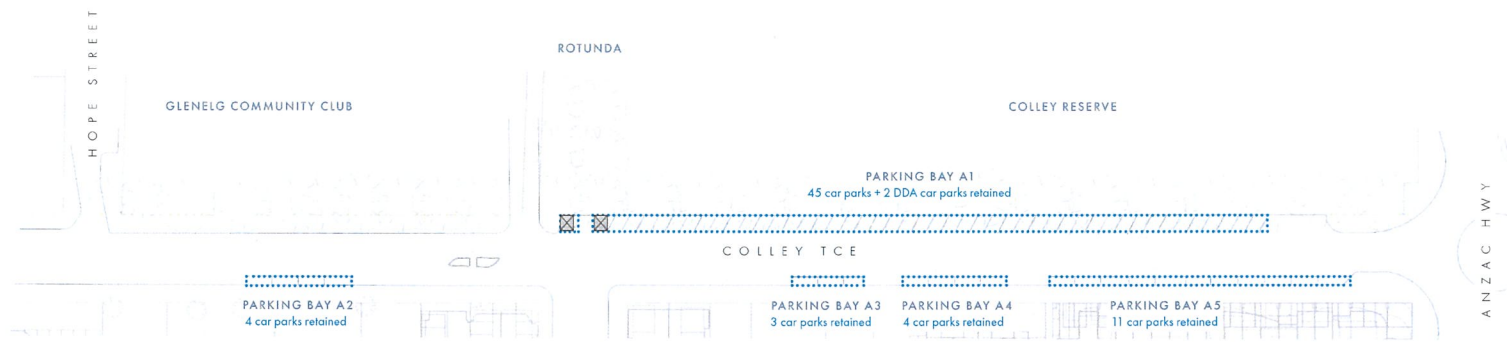 HOPE STREET
ROTUNDA
GLENELG COMMUNITY CLUB
COLLEY RESERVE
PARKING BAY A1
45 car parks + 2 DDA car parks retained
COLLEY TCE
ANZAC HWY
PARKING BAY A2
4 car parks retained
PARKING BAY A3
3 car parks retained
PARKING BAY A4
4 car parks retained
PARKING BAY A5
11 car parks retained